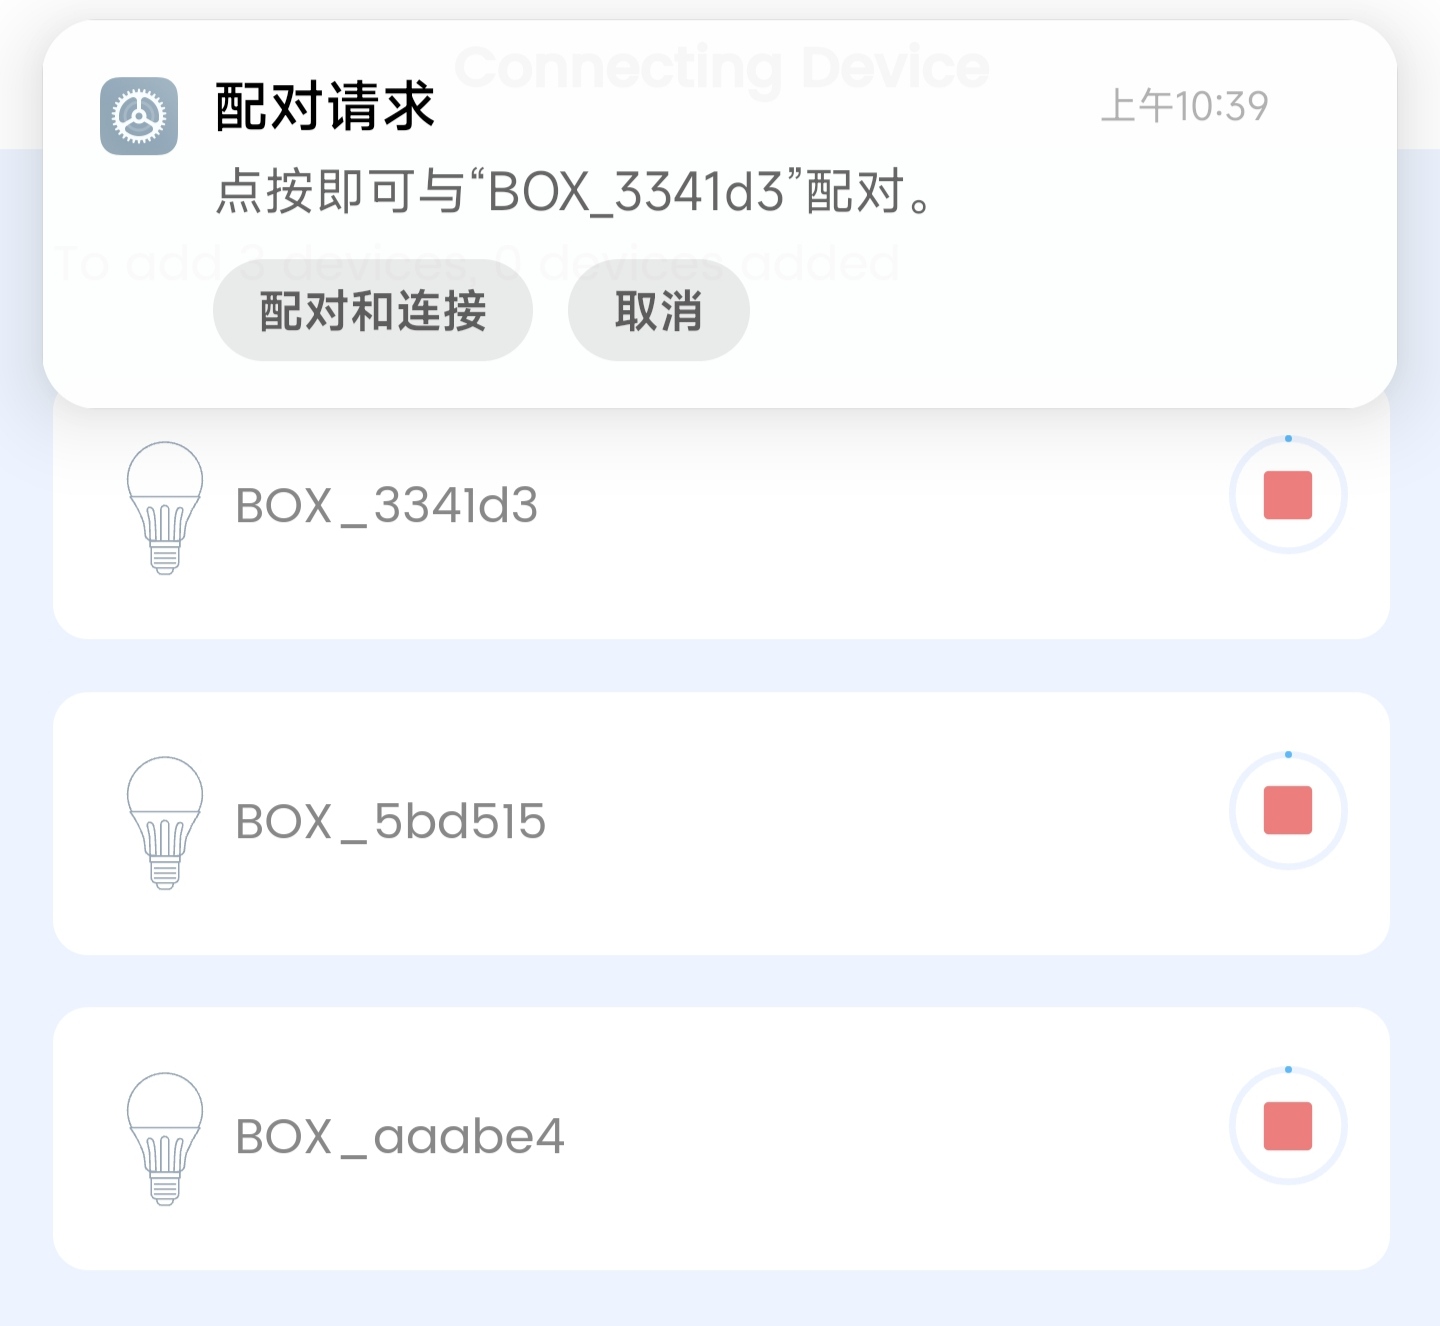 Connecting Device
配对请求
上午10:39
点按即可与“BOX_3341d3”配对。
To add 3 devices, 0 devices added
配对和连接
取消
BOX_3341d3
BOX_5bd515
BOX_aaabe4